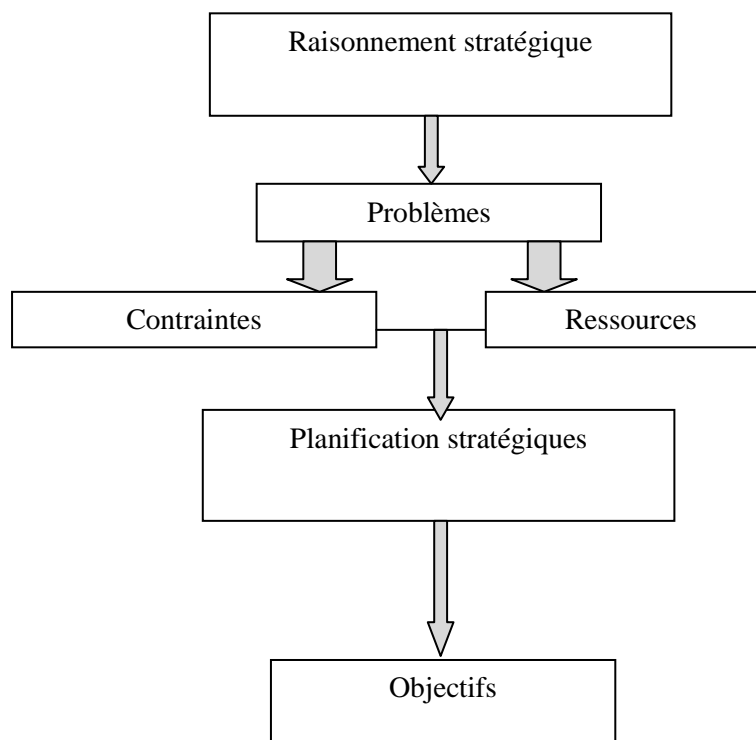 Raisonnement stratégique
Problèmes
Contraintes
Ressources
Planification stratégiques
Objectifs